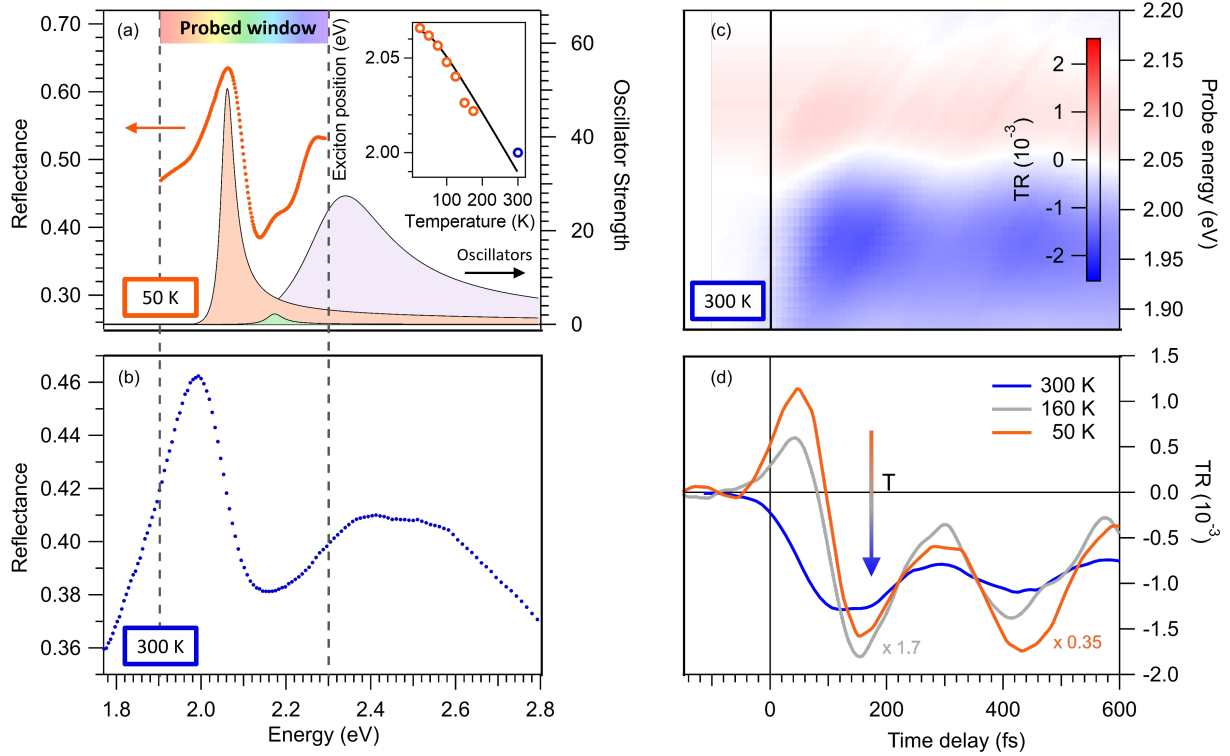 (a)
Probed window
0.70
0.60
0.50
0.40
0.30
Reflectance
60
40
20
0
Oscillator Strength
Exciton position (eV)
2.05
2.00
100
200
300
Temperature (K)
Oscillators
50 K
(b)
0.46
0.44
0.42
0.40
0.38
0.36
Reflectance
300 K
1.8
2.0
2.2
2.4
2.6
2.8
Energy (eV)
(c)
2.20
2.15
2.10
2.05
2.00
1.95
1.90
Probe energy (eV)
2
1
0
-1
-2
TR (10⁻³)
300 K
(d)
300 K
160 K
50 K
T
x 1.7
x 0.35
1.5
1.0
0.5
0.0
-0.5
-1.0
-1.5
-2.0
TR (10⁻³)
0
200
400
600
Time delay (fs)